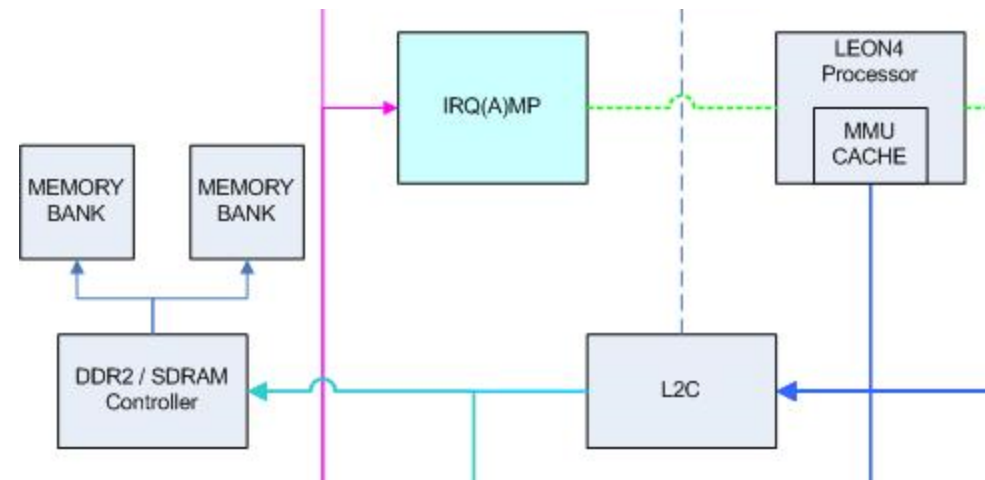 IRQ(A)MP
LEON4
Processor
MMU
CACHE
MEMORY
BANK
MEMORY
BANK
DDR2 / SDRAM
Controller
L2C